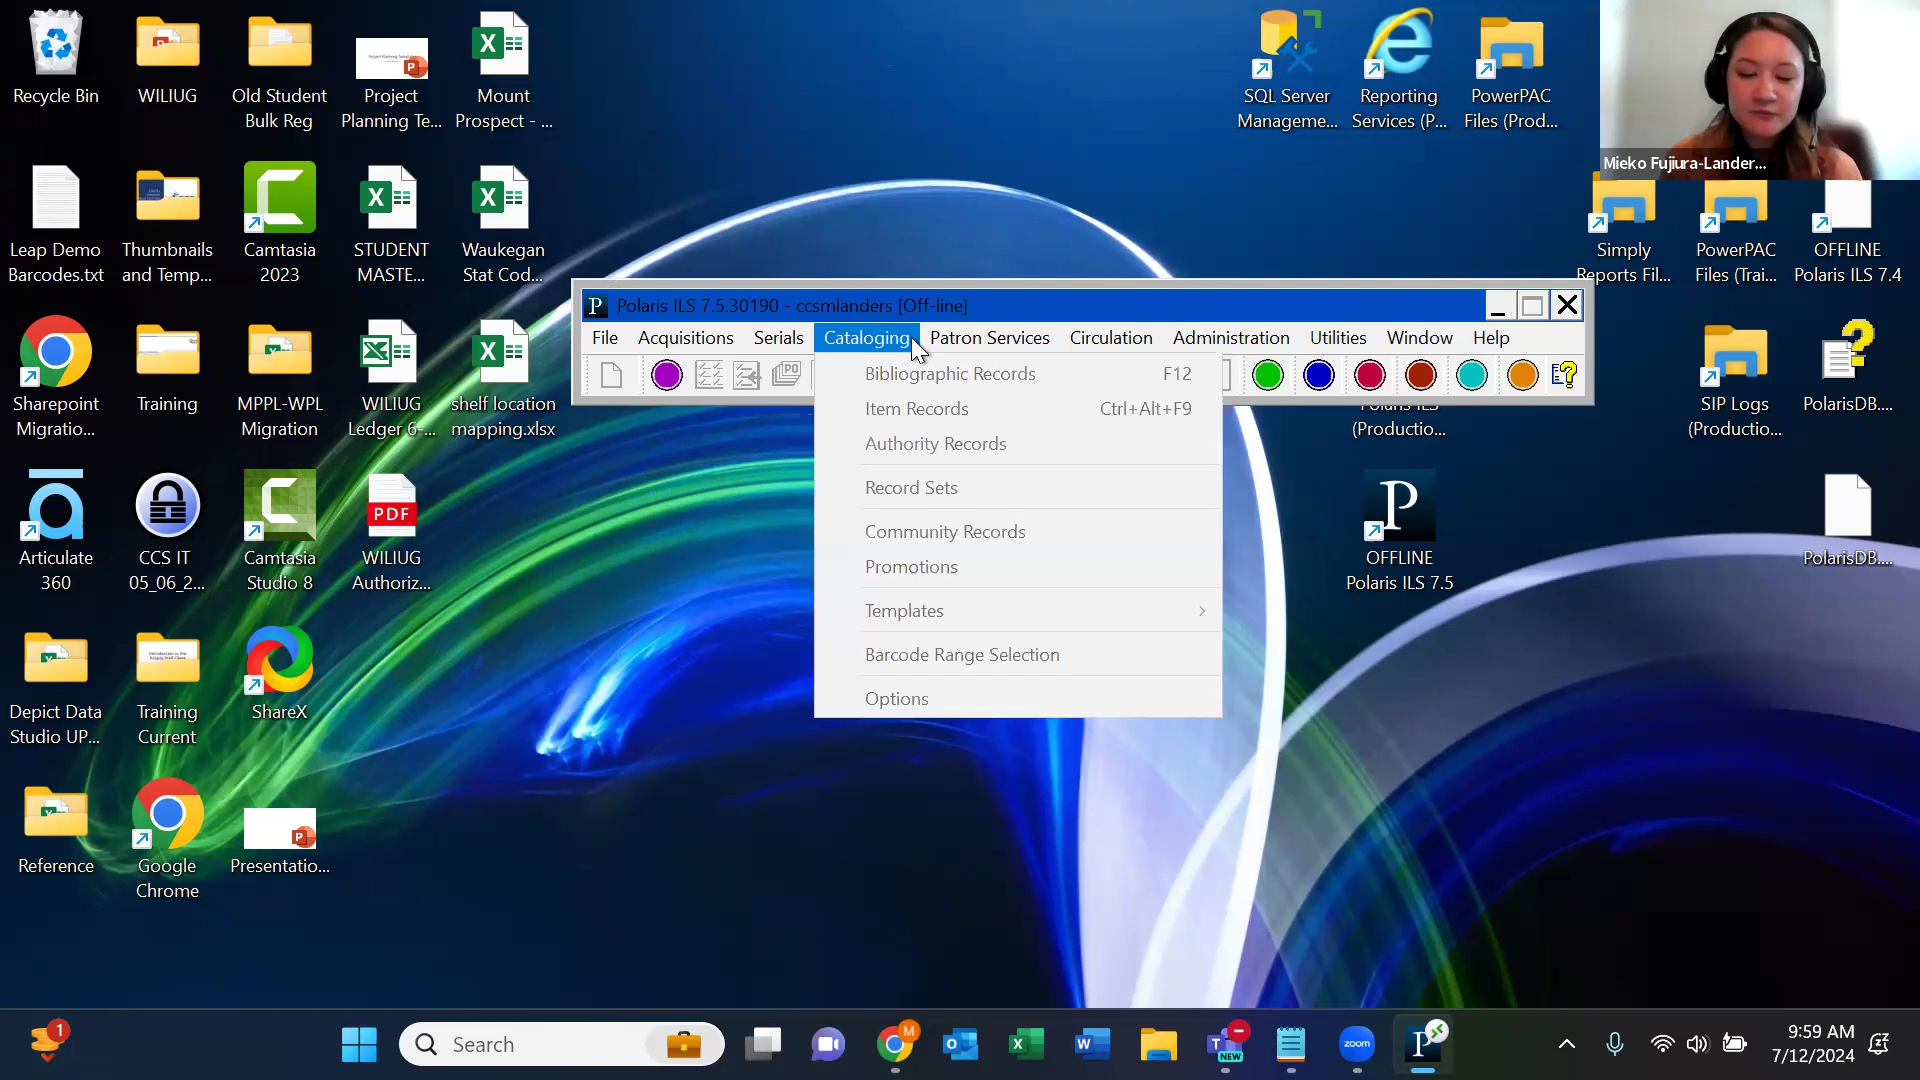 Recycle Bin
WILIUG
Old Student
Bulk Reg
Project
Planning Te...
Mount
Prospect - ...
SQL Server
Manageme...
Reporting
Services (P...
PowerPAC
Files (Prod...
Mieko Fujiura-Lander...
Leap Demo
Barcodes.txt
Thumbnails
and Temp...
Camtasia
2023
STUDENT
MASTE...
Waukegan
Stat Cod...
Simply
Reports Fil...
PowerPAC
Files (Trai...
OFFLINE
Polaris ILS 7.4
Polaris ILS 7.5.30190 - ccsmlanders [Off-line]
File Acquisitions Serials Cataloging Patron Services Circulation Administration Utilities Window Help
Bibliographic Records F12
Item Records Ctrl+Alt+F9
Authority Records
Record Sets
Community Records
Promotions
Templates
Barcode Range Selection
Options
Sharepoint
Migratio...
Training
MPPL-WPL
Migration
WILIUG
Ledger 6-...
shelf location
mapping.xlsx
Polaris ILS
(Productio...
SIP Logs
(Productio...
PolarisDB....
Articulate
360
CCS IT
05_06_2...
Camtasia
Studio 8
PDF
WILIUG
Authoriz...
OFFLINE
Polaris ILS 7.5
PolarisDB....
Depict Data
Studio UP...
Training
Current
ShareX
Reference
Google
Chrome
Presentatio...
1
Search
NEW
zoom
9:59 AM
7/12/2024